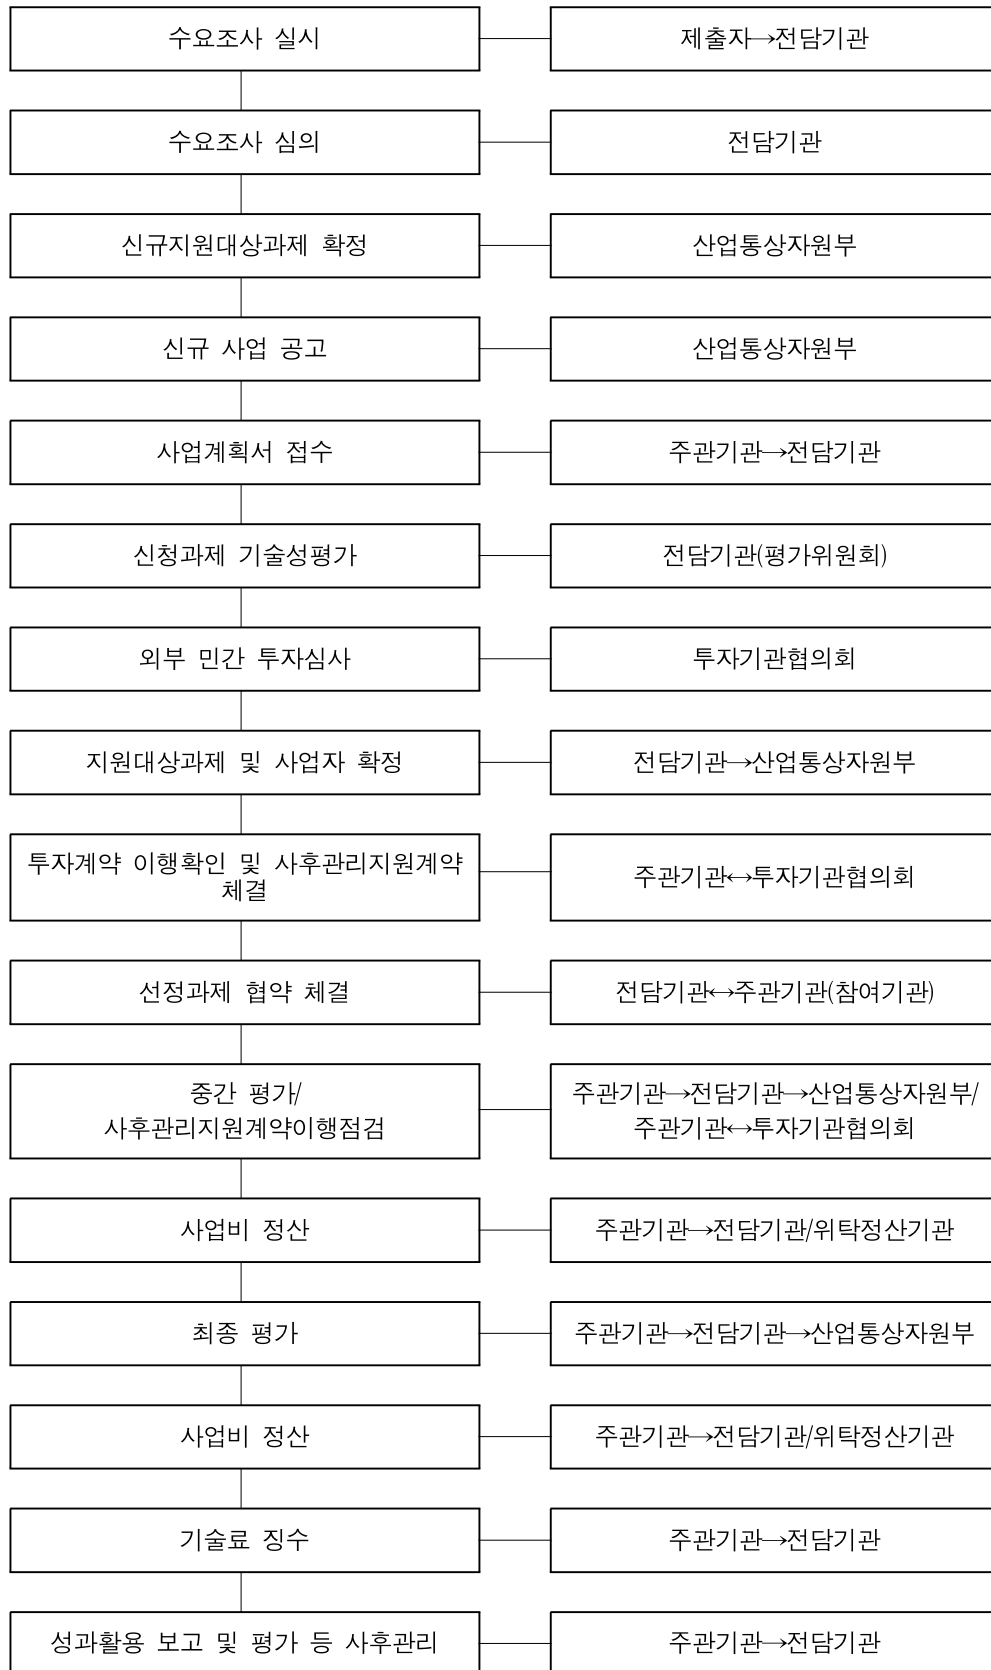 수요조사 실시
제출자→전담기관
수요조사 심의
전담기관
신규지원대상과제 확정
산업통상자원부
신규 사업 공고
산업통상자원부
사업계획서 접수
주관기관→전담기관
신청과제 기술성평가
전담기관(평가위원회)
외부 민간 투자심사
투자기관협의회
지원대상과제 및 사업자 확정
전담기관→산업통상자원부
투자계약 이행확인 및 사후관리지원계약
체결
주관기관↔투자기관협의회
선정과제 협약 체결
전담기관↔주관기관(참여기관)
중간 평가/
사후관리지원계약이행점검
주관기관→전담기관→산업통상자원부/
주관기관↔투자기관협의회
사업비 정산
주관기관→전담기관/위탁정산기관
최종 평가
주관기관→전담기관→산업통상자원부
사업비 정산
주관기관→전담기관/위탁정산기관
기술료 징수
주관기관→전담기관
성과활용 보고 및 평가 등 사후관리
주관기관→전담기관